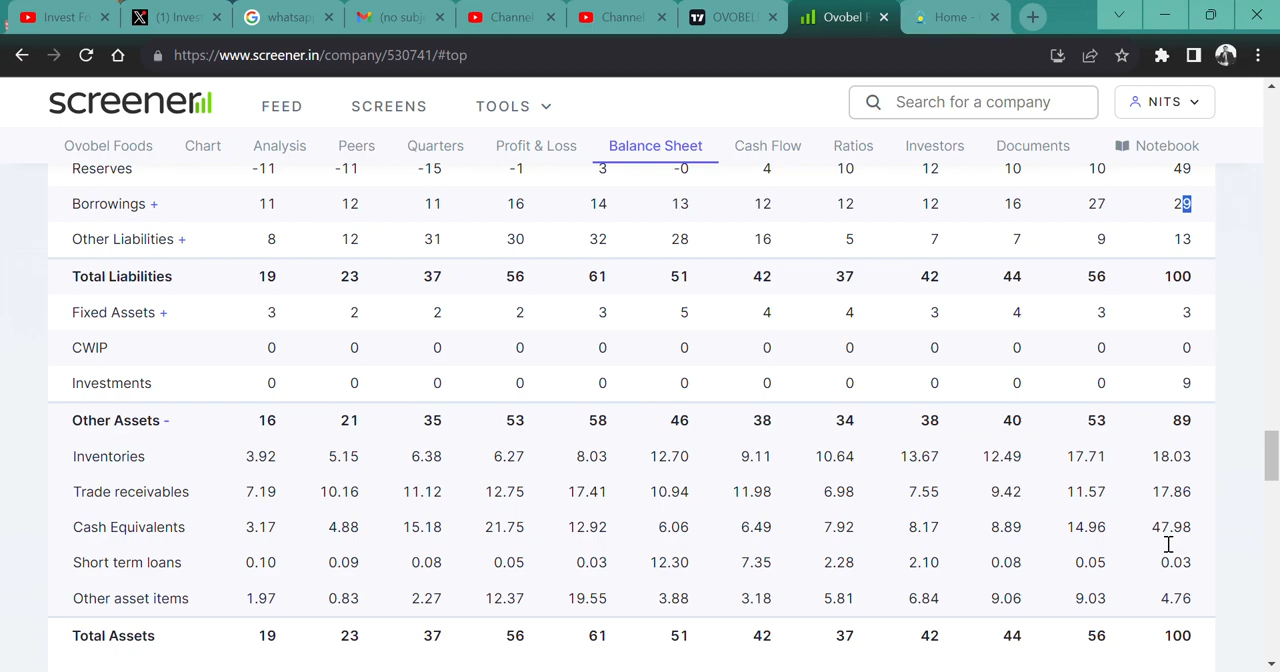 Invest Fo
(1) Invest
whatsapp
(no subje
Channel
Channel
OVOBELE
Ovobel F
Home -
https://www.screener.in/company/530741/#top
screener
FEED
SCREENS
TOOLS
Search for a company
NITS
Ovobel Foods Chart Analysis Peers Quarters Profit & Loss Balance Sheet Cash Flow Ratios Investors Documents Notebook
Reserves -11 -11 -15 -1 3 -0 4 10 12 10 10 49
Borrowings + 11 12 11 16 14 13 12 12 12 16 27 29
Other Liabilities + 8 12 31 30 32 28 16 5 7 7 9 13
Total Liabilities 19 23 37 56 61 51 42 37 42 44 56 100
Fixed Assets + 3 2 2 2 3 5 4 4 3 4 3 3
CWIP 0 0 0 0 0 0 0 0 0 0 0 0
Investments 0 0 0 0 0 0 0 0 0 0 0 9
Other Assets - 16 21 35 53 58 46 38 34 38 40 53 89
Inventories 3.92 5.15 6.38 6.27 8.03 12.70 9.11 10.64 13.67 12.49 17.71 18.03
Trade receivables 7.19 10.16 11.12 12.75 17.41 10.94 11.98 6.98 7.55 9.42 11.57 17.86
Cash Equivalents 3.17 4.88 15.18 21.75 12.92 6.06 6.49 7.92 8.17 8.89 14.96 47.98
Short term loans 0.10 0.09 0.08 0.05 0.03 12.30 7.35 2.28 2.10 0.08 0.05 0.03
Other asset items 1.97 0.83 2.27 12.37 19.55 3.88 3.18 5.81 6.84 9.06 9.03 4.76
Total Assets 19 23 37 56 61 51 42 37 42 44 56 100